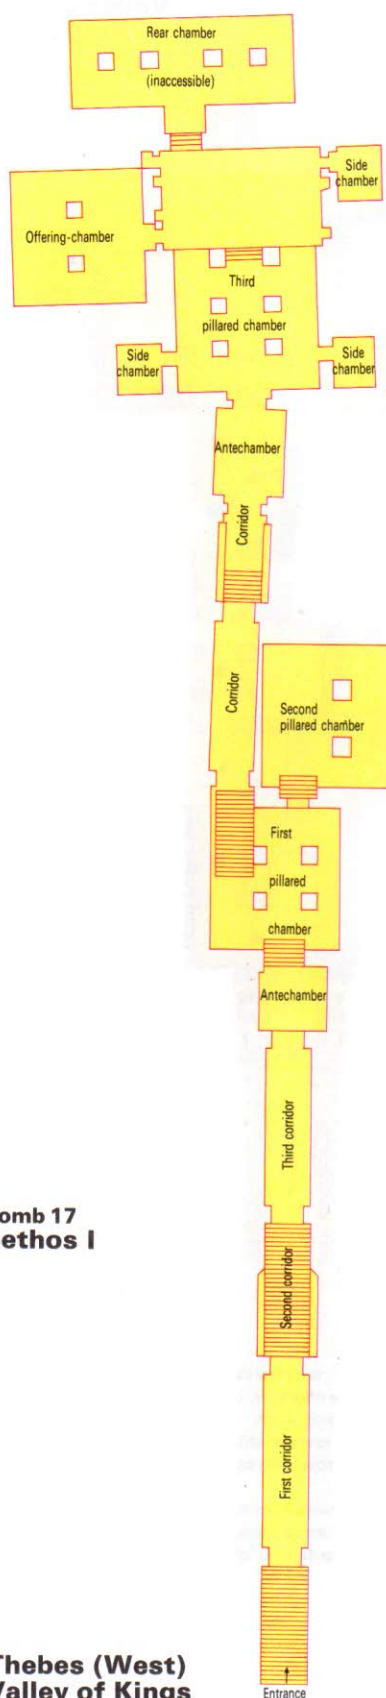 Rear chamber
(inaccessible)
Side
chamber
Offering-chamber
Third
pillared chamber
Side
chamber
Side
chamber
Antechamber
Corridor
Corridor
Second
pillared chamber
First
pillared
chamber
Antechamber
Third corridor
omb 17
ethos I
Second corridor
First corridor
Thebes (West)
Valley of Kings
Entrance